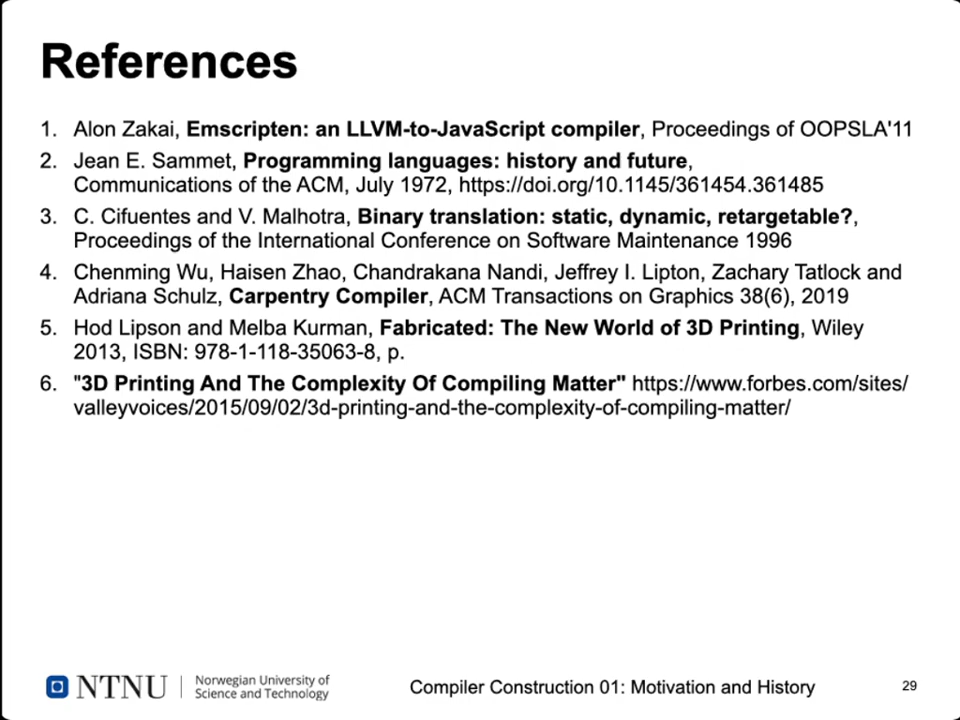 References
1. Alon Zakai, Emscripten: an LLVM-to-JavaScript compiler, Proceedings of OOPSLA'11
2. Jean E. Sammet, Programming languages: history and future,
Communications of the ACM, July 1972, https://doi.org/10.1145/361454.361485
3. C. Cifuentes and V. Malhotra, Binary translation: static, dynamic, retargetable?,
Proceedings of the International Conference on Software Maintenance 1996
4. Chenming Wu, Haisen Zhao, Chandrakana Nandi, Jeffrey I. Lipton, Zachary Tatlock and
Adriana Schulz, Carpentry Compiler, ACM Transactions on Graphics 38(6), 2019
5. Hod Lipson and Melba Kurman, Fabricated: The New World of 3D Printing, Wiley
2013, ISBN: 978-1-118-35063-8, p.
6. "3D Printing And The Complexity Of Compiling Matter" https://www.forbes.com/sites/
valleyvoices/2015/09/02/3d-printing-and-the-complexity-of-compiling-matter/
NTNU
Norwegian University of
Science and Technology
Compiler Construction 01: Motivation and History
29